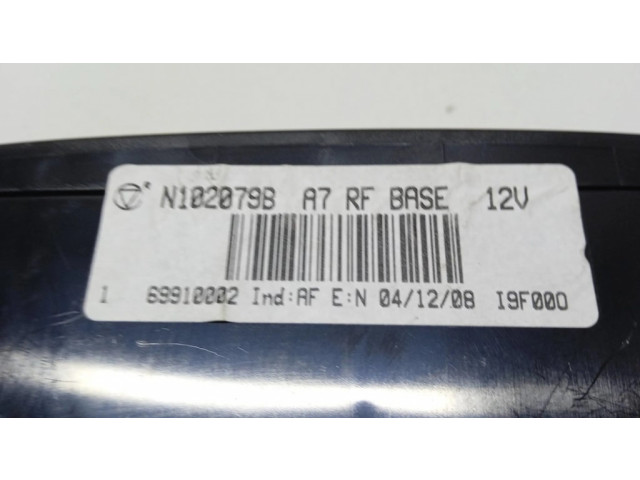 N102079B A7 RF BASE 12V
1 69910002 Ind:AF E:N 04/12/08 I9F000